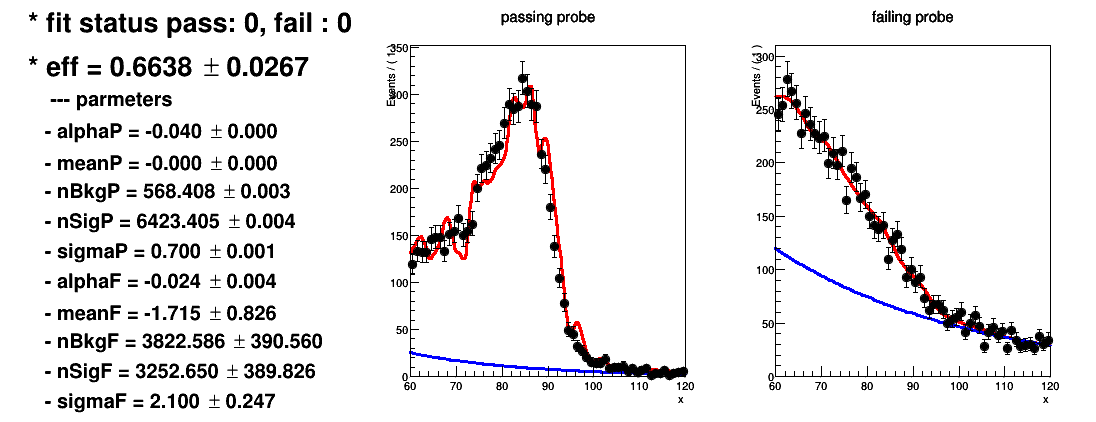 * fit status pass: 0, fail : 0
* eff = 0.6638 ± 0.0267
--- parmeters
- alphaP = -0.040 ± 0.000
- meanP = -0.000 ± 0.000
- nBkgP = 568.408 ± 0.003
- nSigP = 6423.405 ± 0.004
- sigmaP = 0.700 ± 0.001
- alphaF = -0.024 ± 0.004
- meanF = -1.715 ± 0.826
- nBkgF = 3822.586 ± 390.560
- nSigF = 3252.650 ± 389.826
- sigmaF = 2.100 ± 0.247
passing probe
Events / ( 1 )
350
300
250
200
150
100
50
0
60 70 80 90 100 110 120
x
failing probe
Events / ( 1 )
300
250
200
150
100
50
0
60 70 80 90 100 110 120
x